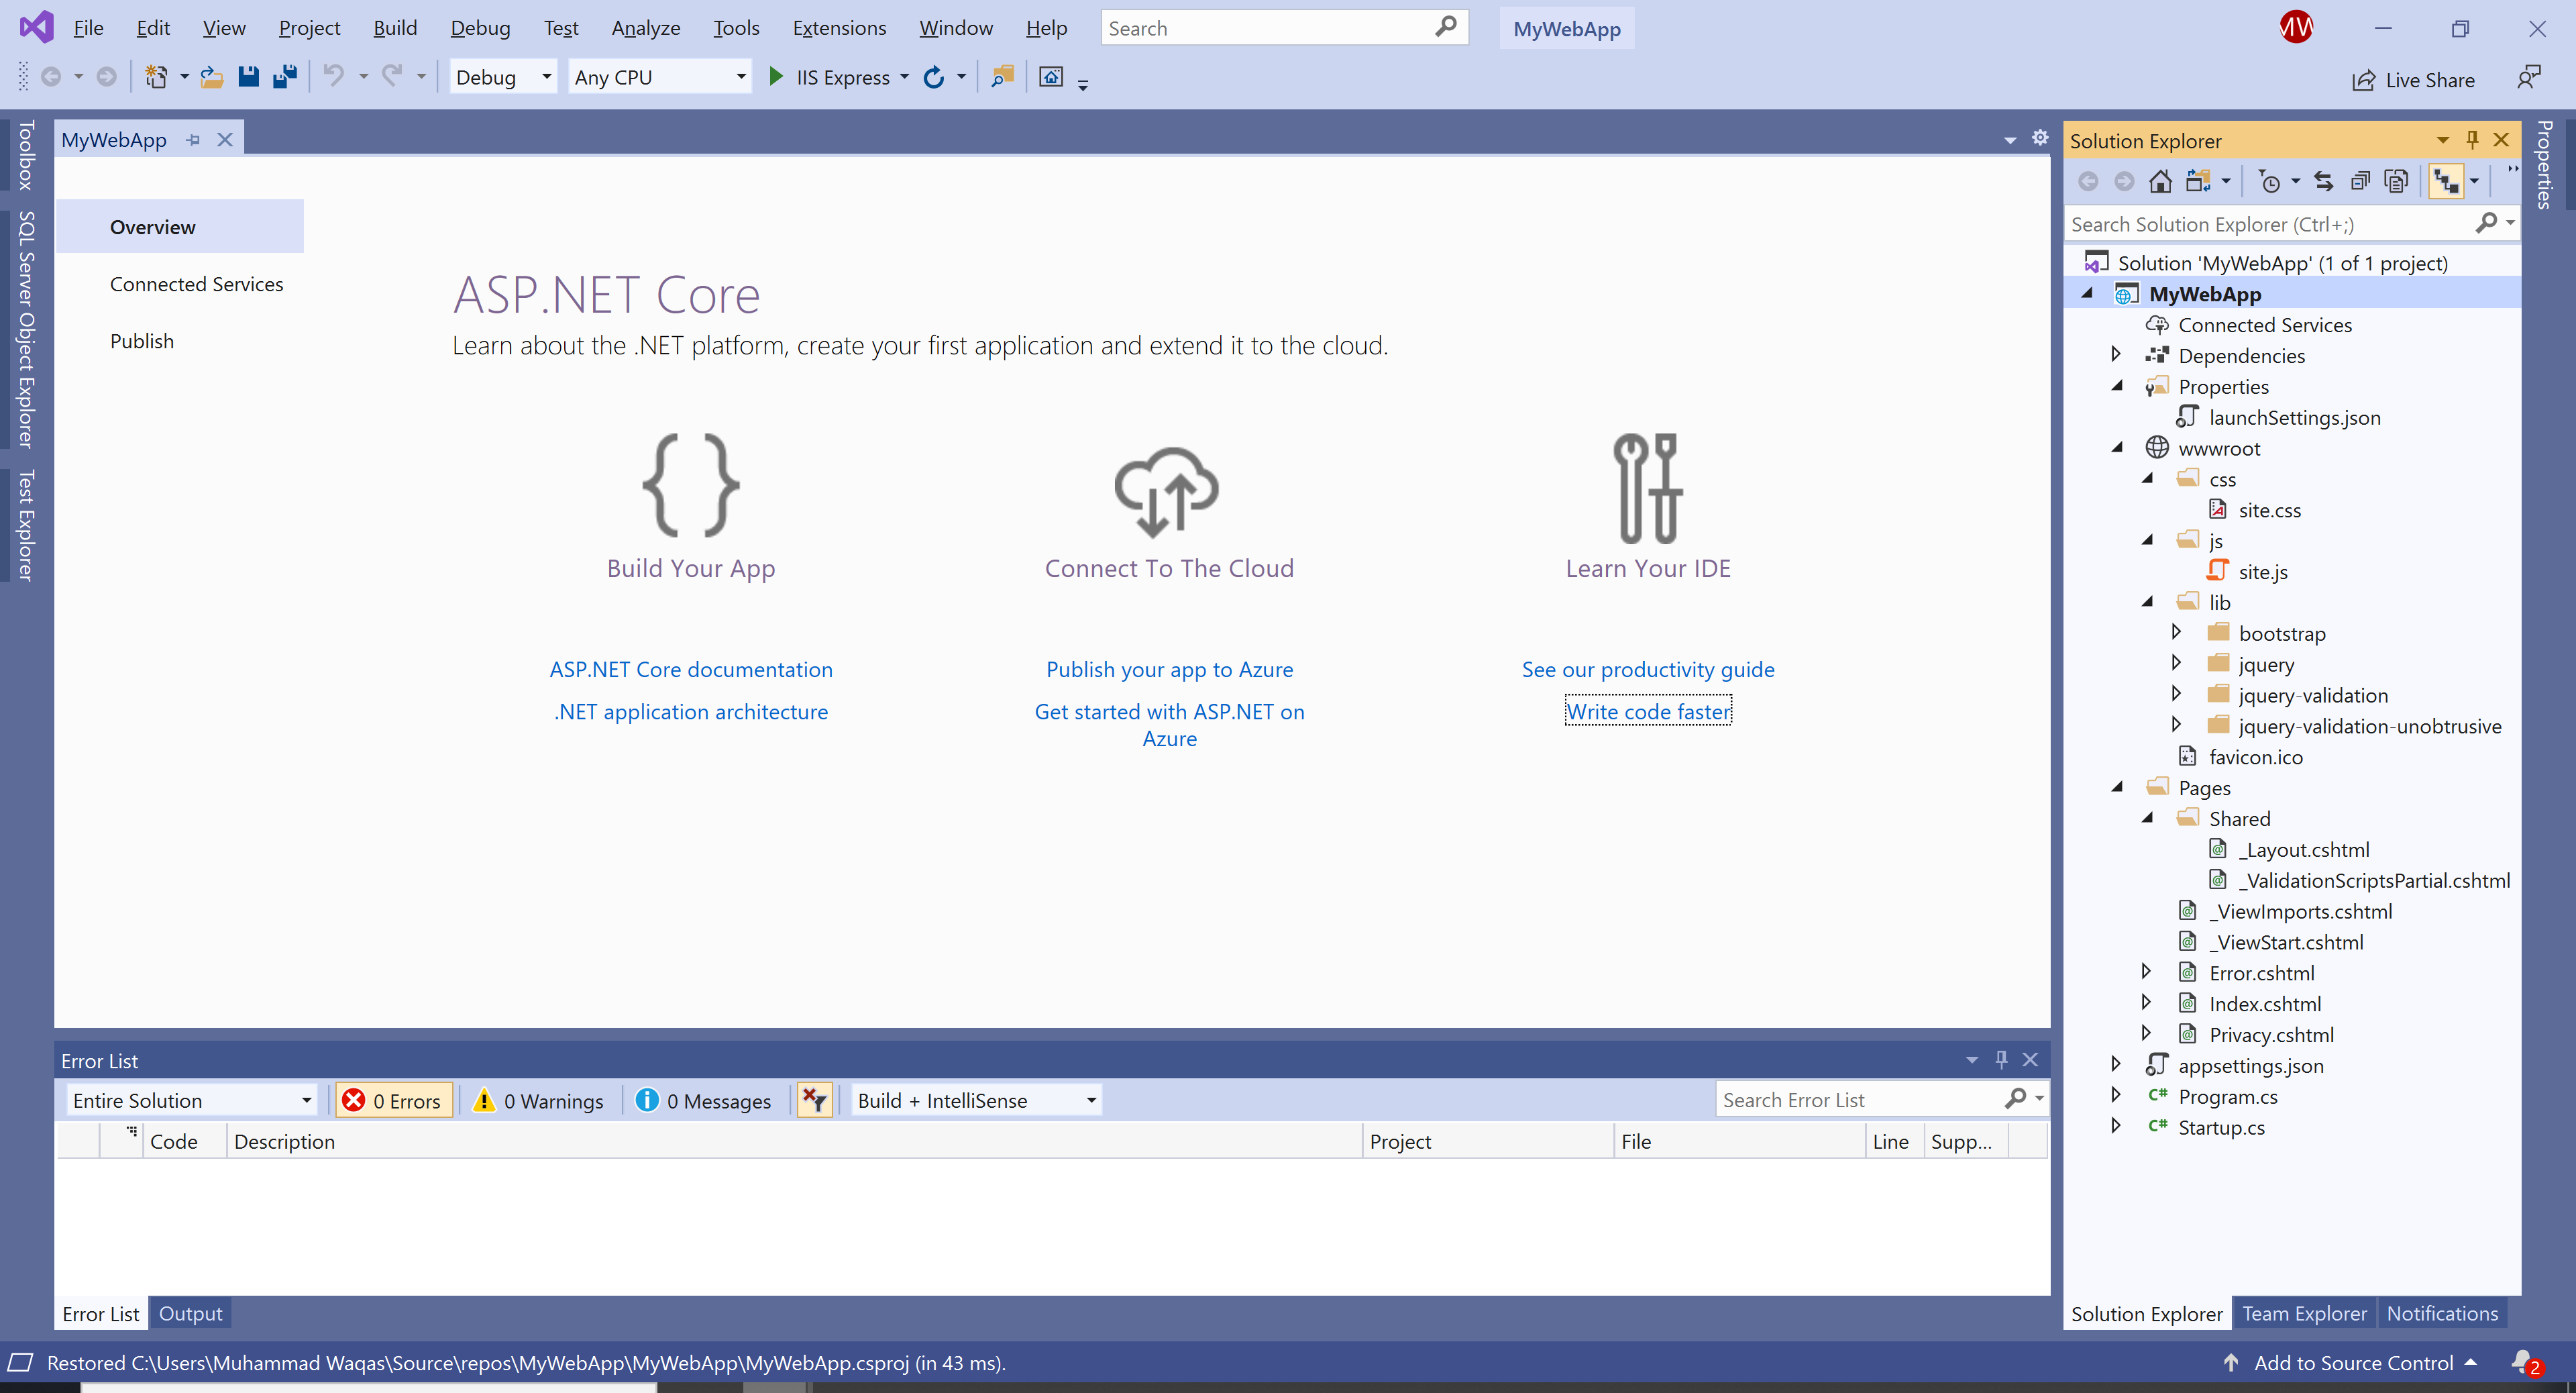 File Edit View Project Build Debug Test Analyze Tools Extensions Window Help Search MyWebApp MW
Debug Any CPU IIS Express Live Share
Toolbox
SQL Server Object Explorer
Test Explorer
MyWebApp
Overview
Connected Services
Publish
ASP.NET Core
Learn about the .NET platform, create your first application and extend it to the cloud.
Build Your App
ASP.NET Core documentation
.NET application architecture
Connect To The Cloud
Publish your app to Azure
Get started with ASP.NET on
Azure
Learn Your IDE
See our productivity guide
Write code faster
Error List
Entire Solution 0 Errors 0 Warnings 0 Messages Build + IntelliSense Search Error List
Code Description Project File Line Supp...
Error List Output
Solution Explorer
Search Solution Explorer (Ctrl+;)
Solution 'MyWebApp' (1 of 1 project)
MyWebApp
Connected Services
Dependencies
Properties
launchSettings.json
wwwroot
css
site.css
js
site.js
lib
bootstrap
jquery
jquery-validation
jquery-validation-unobtrusive
favicon.ico
Pages
Shared
_Layout.cshtml
_ValidationScriptsPartial.cshtml
_ViewImports.cshtml
_ViewStart.cshtml
Error.cshtml
Index.cshtml
Privacy.cshtml
appsettings.json
C# Program.cs
C# Startup.cs
Solution Explorer Team Explorer Notifications
Properties
Restored C:\Users\Muhammad Waqas\Source\repos\MyWebApp\MyWebApp\MyWebApp.csproj (in 43 ms). Add to Source Control 2